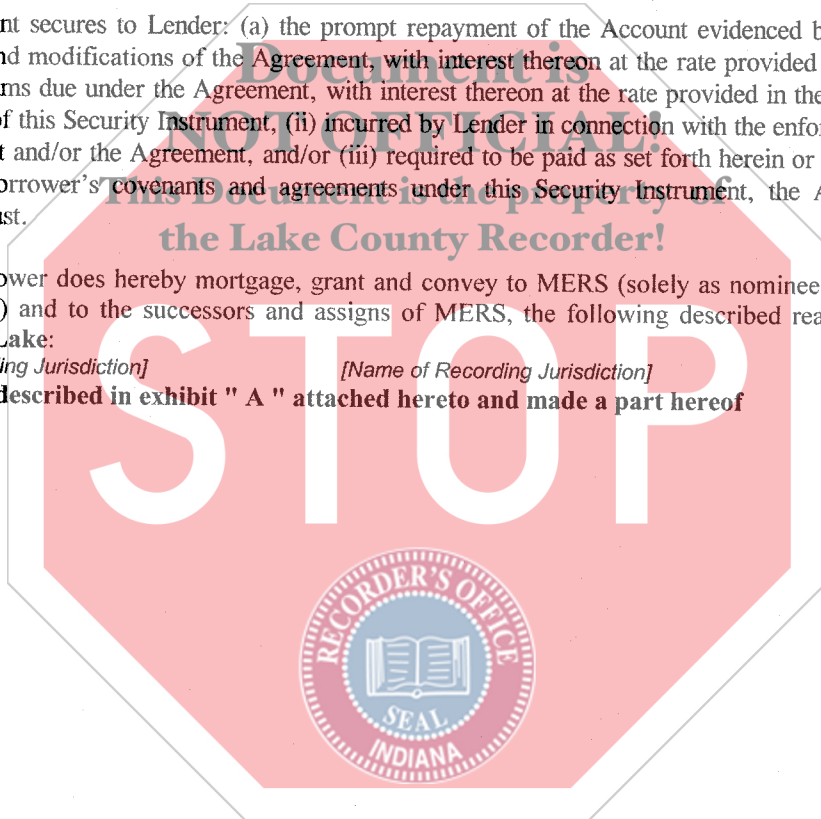 nt secures to Lender: (a) the prompt repayment of the Account evidenced b
nd modifications of the Agreement, with interest thereon at the rate provided
Document is
ms due under the Agreement, with interest thereon at the rate provided in the
of this Security Instrument, (ii) incurred by Lender in connection with the enfor
NOT OFFICIAL!
t and/or the Agreement, and/or (iii) required to be paid as set forth herein or
orrower's covenants and agreements under this Security Instrument, the A
This Document is the property of
ust.
the Lake County Recorder!
ower does hereby mortgage, grant and convey to MERS (solely as nominee
) and to the successors and assigns of MERS, the following described rea
Lake:
ing Jurisdiction] [Name of Recording Jurisdiction]
described in exhibit " A " attached hereto and made a part hereof
STOP
RECORDER'S OFFICE
SEAL
INDIANA